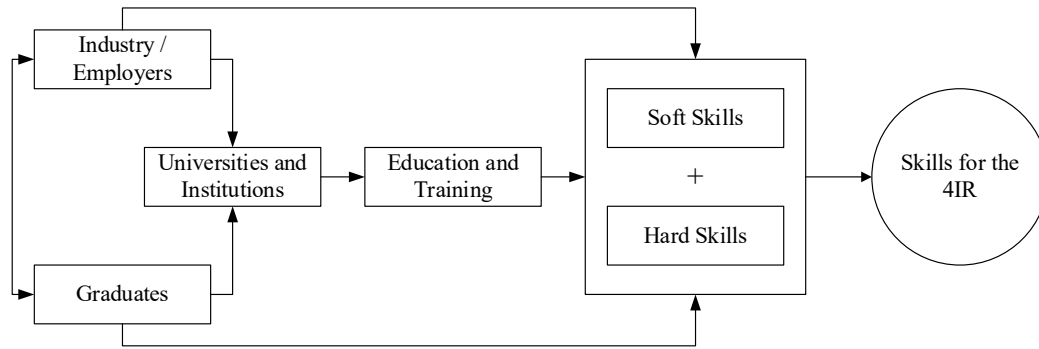 Industry /
Employers
Universities and
Institutions
Education and
Training
Graduates
Soft Skills
+
Hard Skills
Skills for the
4IR